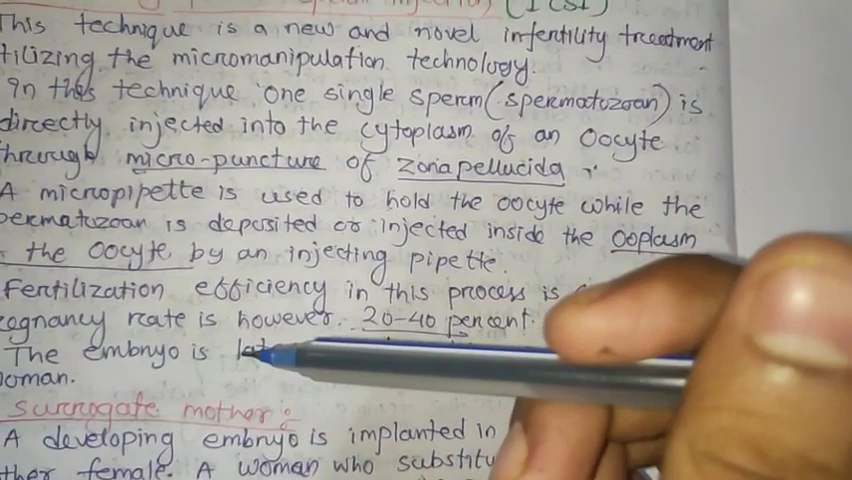 (ICSI)
This technique is a new and novel infertility treatment
tilizing the micromanipulation technology.
In this technique one single sperm (spermatozoan) is
directly injected into the cytoplasm of an Oocyte
through micro-puncture of zona pellucida.
A micropipette is used to hold the oocyte while the
permatozoan is deposited or injected inside the ooplasm
the oocyte by an injecting pipette.
Fertilization efficiency in this process is
egnancy rate is however. 20-40 percent.
The embryo is
oman.
Surrogate mother:
A developing embryo is implanted in
ther female. A woman who substitu